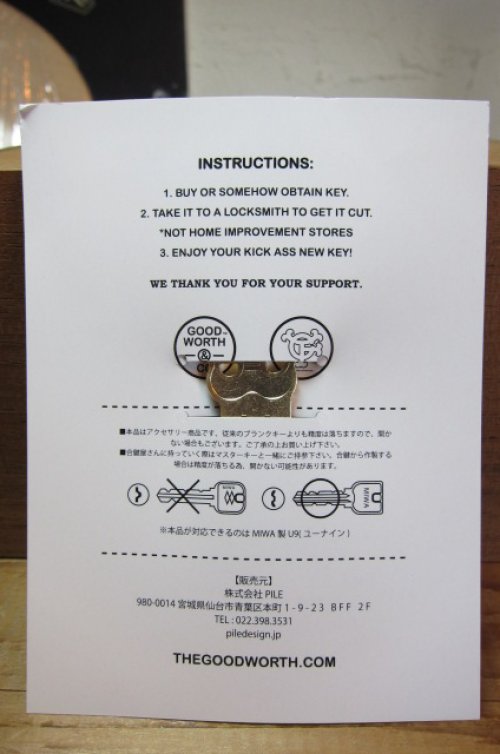 INSTRUCTIONS:
1. BUY OR SOMEHOW OBTAIN KEY.
2. TAKE IT TO A LOCKSMITH TO GET IT CUT.
*NOT HOME IMPROVEMENT STORES
3. ENJOY YOUR KICK ASS NEW KEY!
WE THANK YOU FOR YOUR SUPPORT.
GOOD-
WORTH
&
■本品はアクセサリー商品です、従来のブランクキーよりも精度は落ちますので、開か
ない場合もございます。ご了承の上お買い上げ下さい。
■合鍵屋さんに持っていく際はマスターキーと一緒にご持参下さい。合鍵から作製する
場合は精度が落ちる為、開かない可能性があります。
MIWA
MIWA
※本品が対応できるのは MIWA 製 U9(ユーナイン)
【販売元】
株式会社 PILE
980-0014 宮城県仙台市青葉区本町 1-9-23 BFF 2F
TEL : 022.398.3531
piledesign.jp
THEGOODWORTH.COM